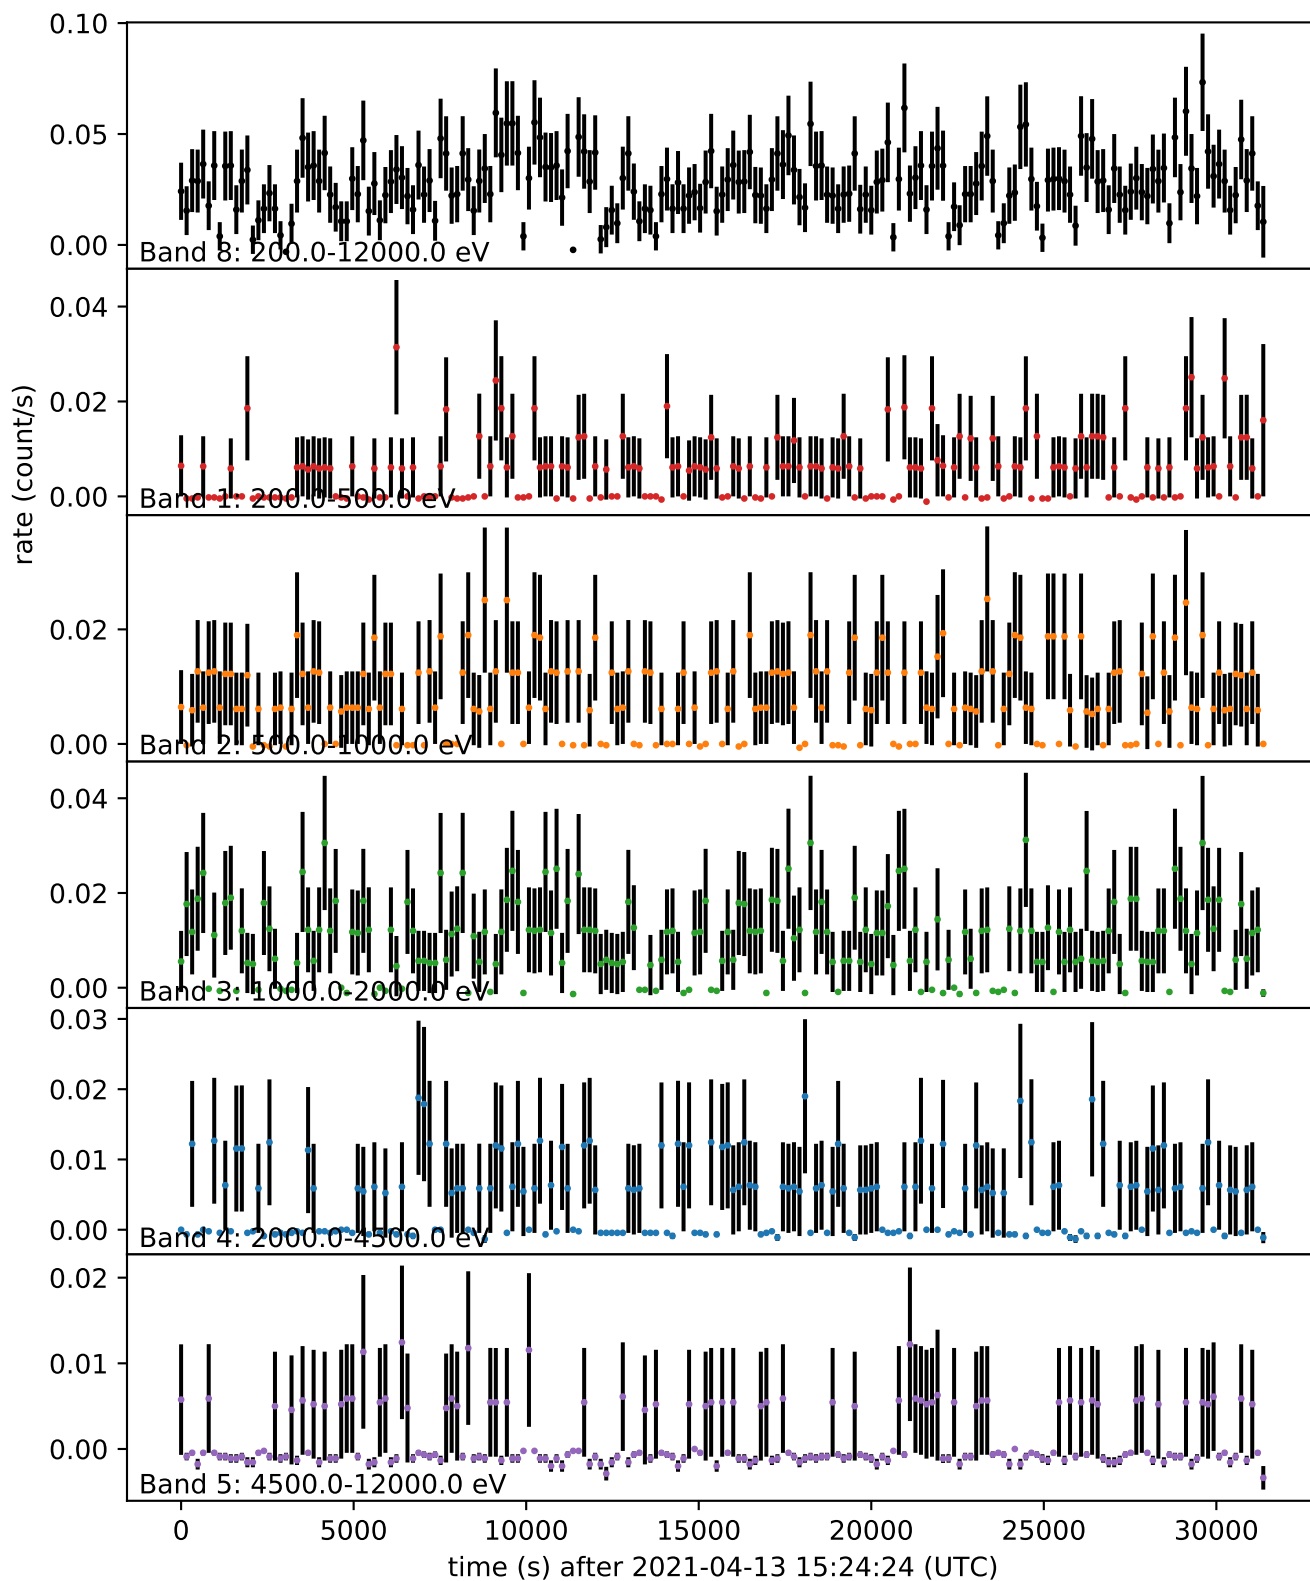 0.10
0.05
0.00
Band 8: 200.0-12000.0 eV
0.04
0.02
0.00
Band 1: 200.0-500.0 eV
rate (count/s)
0.02
0.00
Band 2: 500.0-1000.0 eV
0.04
0.02
0.00
Band 3: 1000.0-2000.0 eV
0.03
0.02
0.01
0.00
Band 4: 2000.0-4500.0 eV
0.02
0.01
0.00
Band 5: 4500.0-12000.0 eV
0 5000 10000 15000 20000 25000 30000
time (s) after 2021-04-13 15:24:24 (UTC)